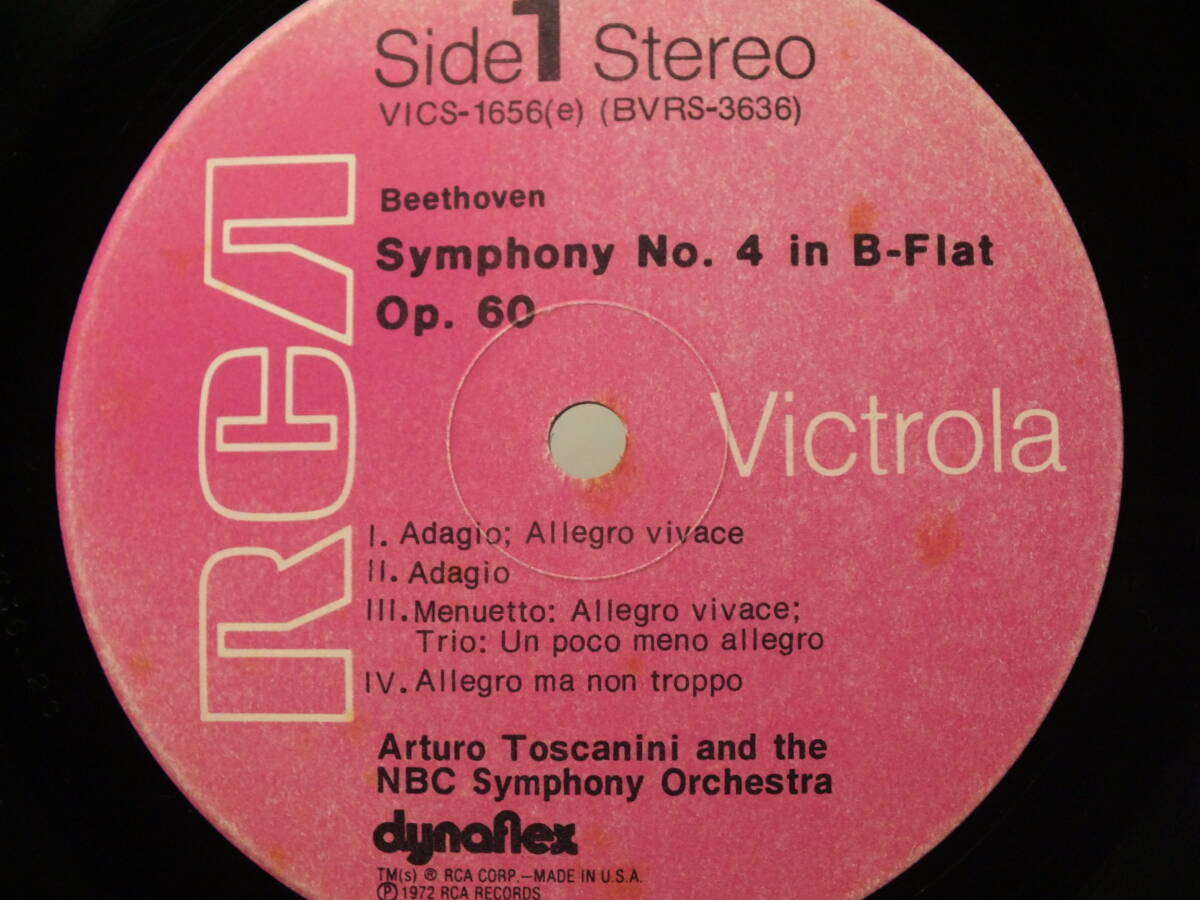 Side 1 Stereo
VICS-1656(e) (BVRS-3636)
Beethoven
Symphony No. 4 in B-Flat
Op. 60
RCA
Victrola
I. Adagio; Allegro vivace
II. Adagio
III. Menuetto: Allegro vivace;
Trio: Un poco meno allegro
IV. Allegro ma non troppo
Arturo Toscanini and the
NBC Symphony Orchestra
dynaflex
TM(s) ® RCA CORP.—MADE IN U.S.A.
℗ 1972 RCA RECORDS